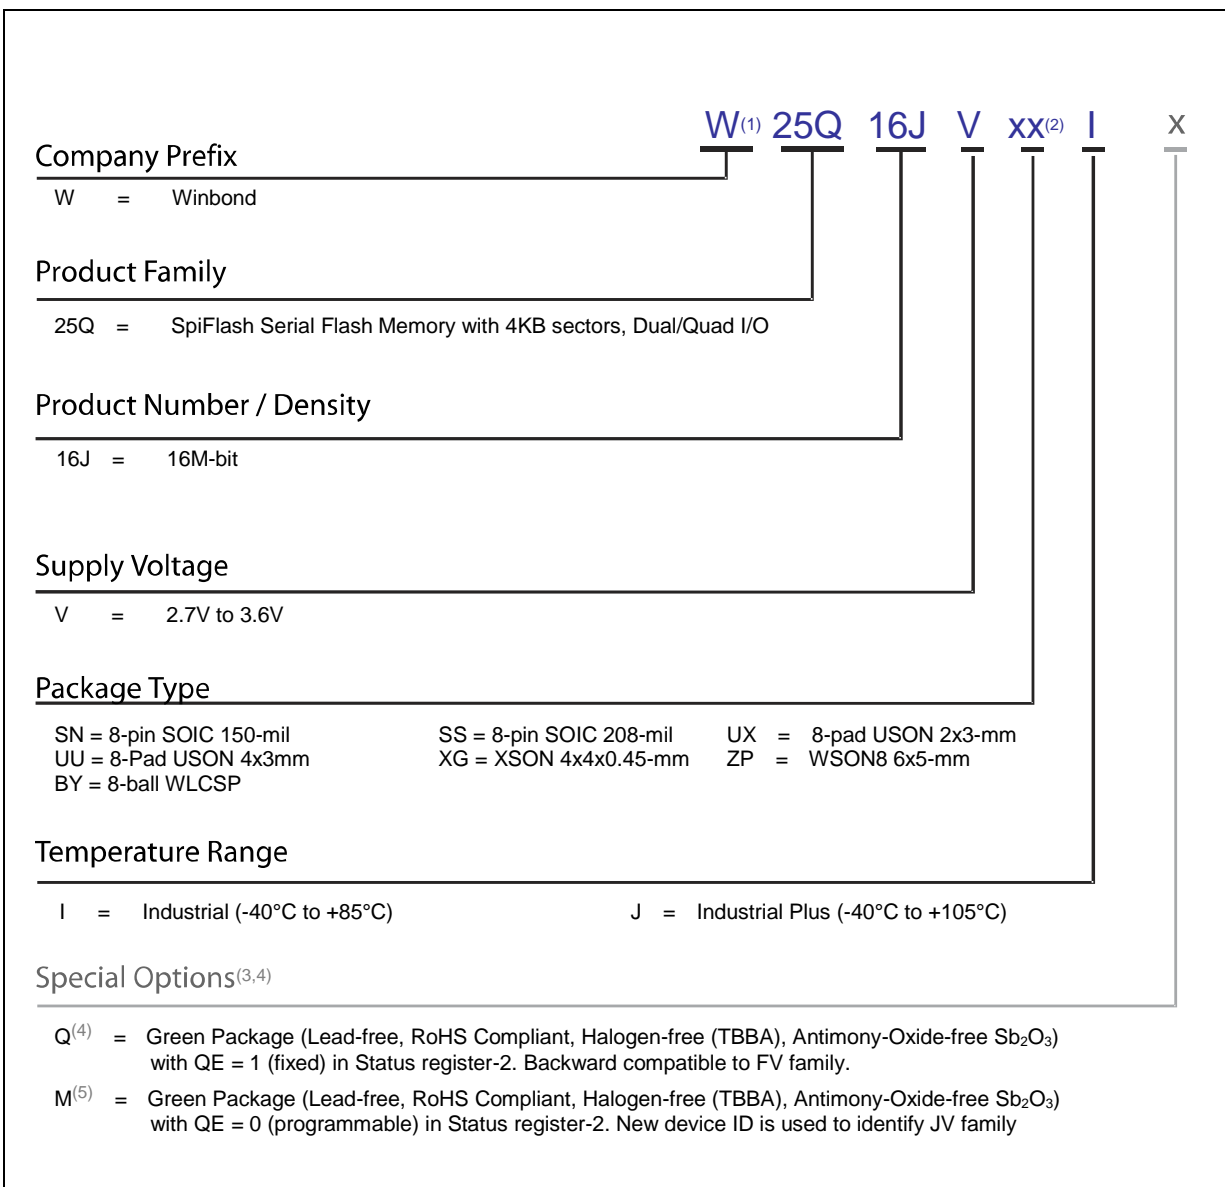 W(1) 25Q 16J V xx(2) I x
Company Prefix
W = Winbond
Product Family
25Q = SpiFlash Serial Flash Memory with 4KB sectors, Dual/Quad I/O
Product Number / Density
16J = 16M-bit
Supply Voltage
V = 2.7V to 3.6V
Package Type
SN = 8-pin SOIC 150-mil SS = 8-pin SOIC 208-mil UX = 8-pad USON 2x3-mm
UU = 8-Pad USON 4x3mm XG = XSON 4x4x0.45-mm ZP = WSON8 6x5-mm
BY = 8-ball WLCSP
Temperature Range
I = Industrial (-40°C to +85°C) J = Industrial Plus (-40°C to +105°C)
Special Options(3,4)
Q(4) = Green Package (Lead-free, RoHS Compliant, Halogen-free (TBBA), Antimony-Oxide-free Sb₂O₃)
with QE = 1 (fixed) in Status register-2. Backward compatible to FV family.
M(5) = Green Package (Lead-free, RoHS Compliant, Halogen-free (TBBA), Antimony-Oxide-free Sb₂O₃)
with QE = 0 (programmable) in Status register-2. New device ID is used to identify JV family